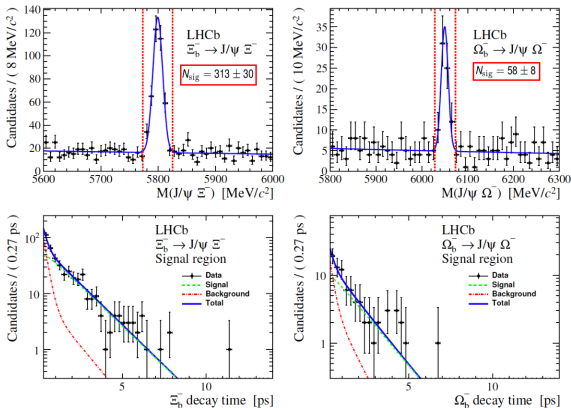 Candidates / ( 8 MeV/c²)
140
120
100
80
60
40
20
0
LHCb
Ξb⁻ → J/ψ Ξ⁻
Nsig = 313 ± 30
5600 5700 5800 5900 6000
M(J/ψ Ξ⁻) [MeV/c²]
Candidates / ( 10 MeV/c²)
35
30
25
20
15
10
5
LHCb
Ωb⁻ → J/ψ Ω⁻
Nsig = 58 ± 8
5900 6000 6100 6200 6300
M(J/ψ Ω⁻) [MeV/c²]
Candidates / ( 0.27 ps)
10²
10
1
LHCb
Ξb⁻ → J/ψ Ξ⁻
Signal region
Data
Signal
Background
Total
5 10
Ξb⁻ decay time [ps]
Candidates / ( 0.27 ps)
10
1
LHCb
Ωb⁻ → J/ψ Ω⁻
Signal region
Data
Signal
Background
Total
5 10
Ωb⁻ decay time [ps]